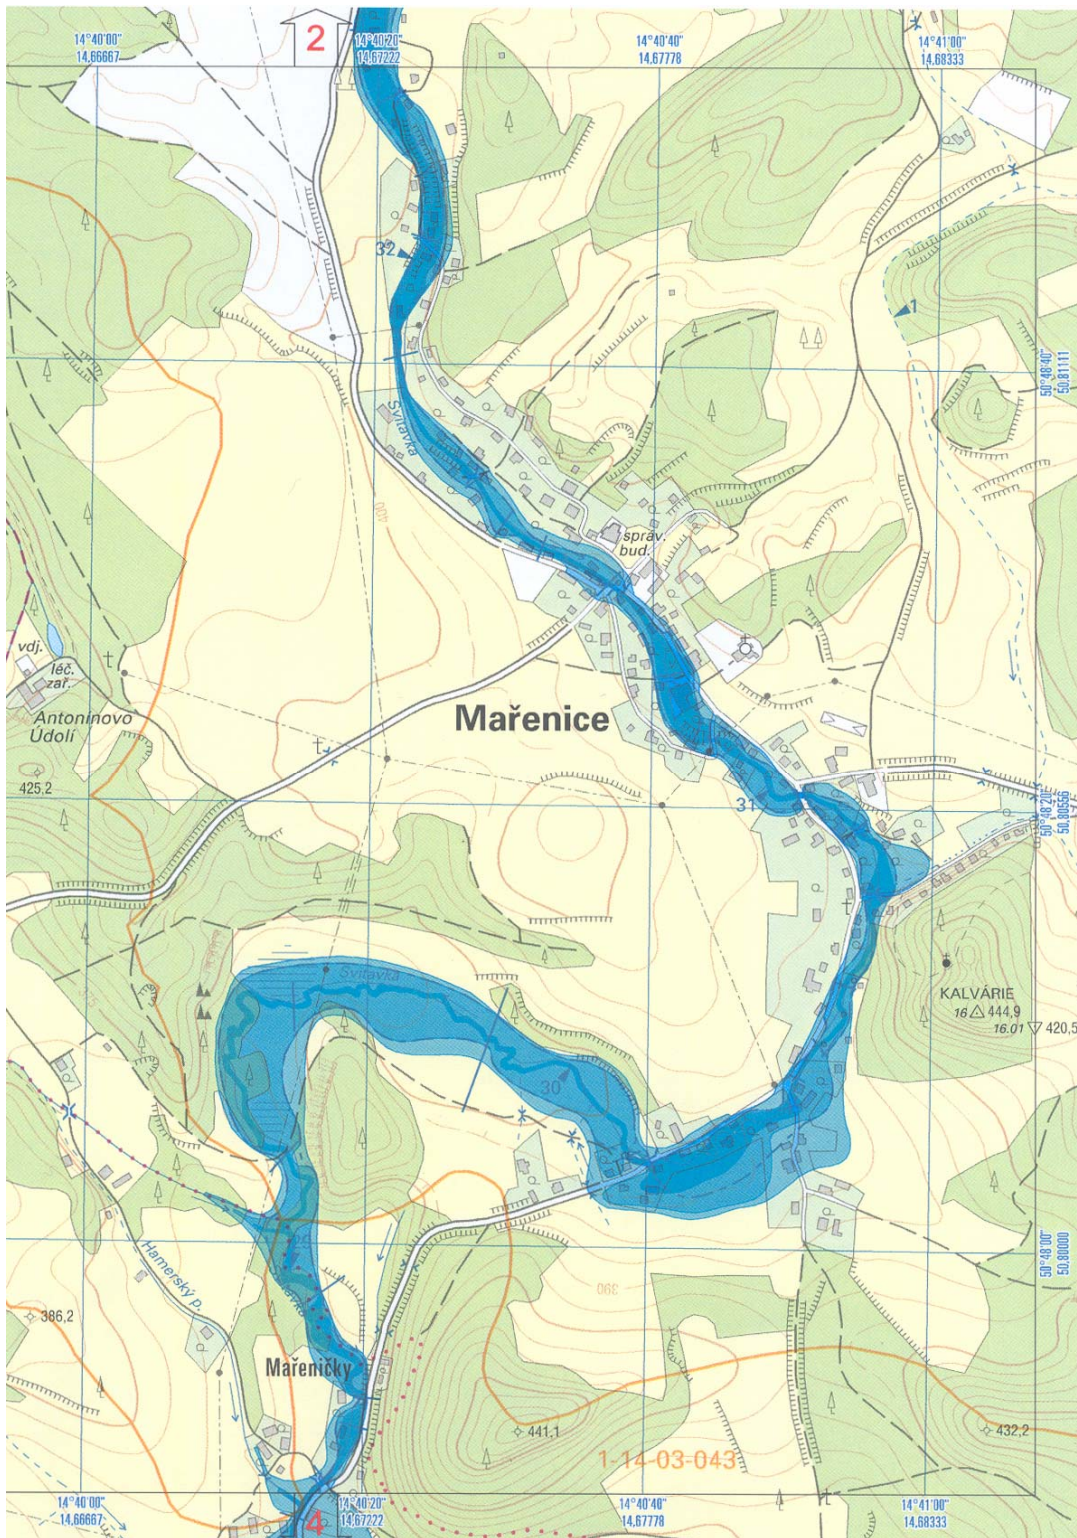 2
14°40'00"
14,66667
14°40'20"
14,67222
14°40'40"
14,67778
14°41'00"
14,68333
32
1
50°48'40"
50,81111
Svitavka
400
správ.
bud.
vdj.
léč.
zař.
Antonínovo
Údolí
Mařenice
425,2
31
50°48'20"
50,80556
Svitavka
KALVÁRIE
16 444,9
16.01 420,5
30
29
Hamerský p.
50°48'00"
50,80000
390
386,2
Mařeničky
441,1
432,2
1-14-03-043
14°40'00"
14,66667
14°40'20"
14,67222
14°40'40"
14,67778
14°41'00"
14,68333
4